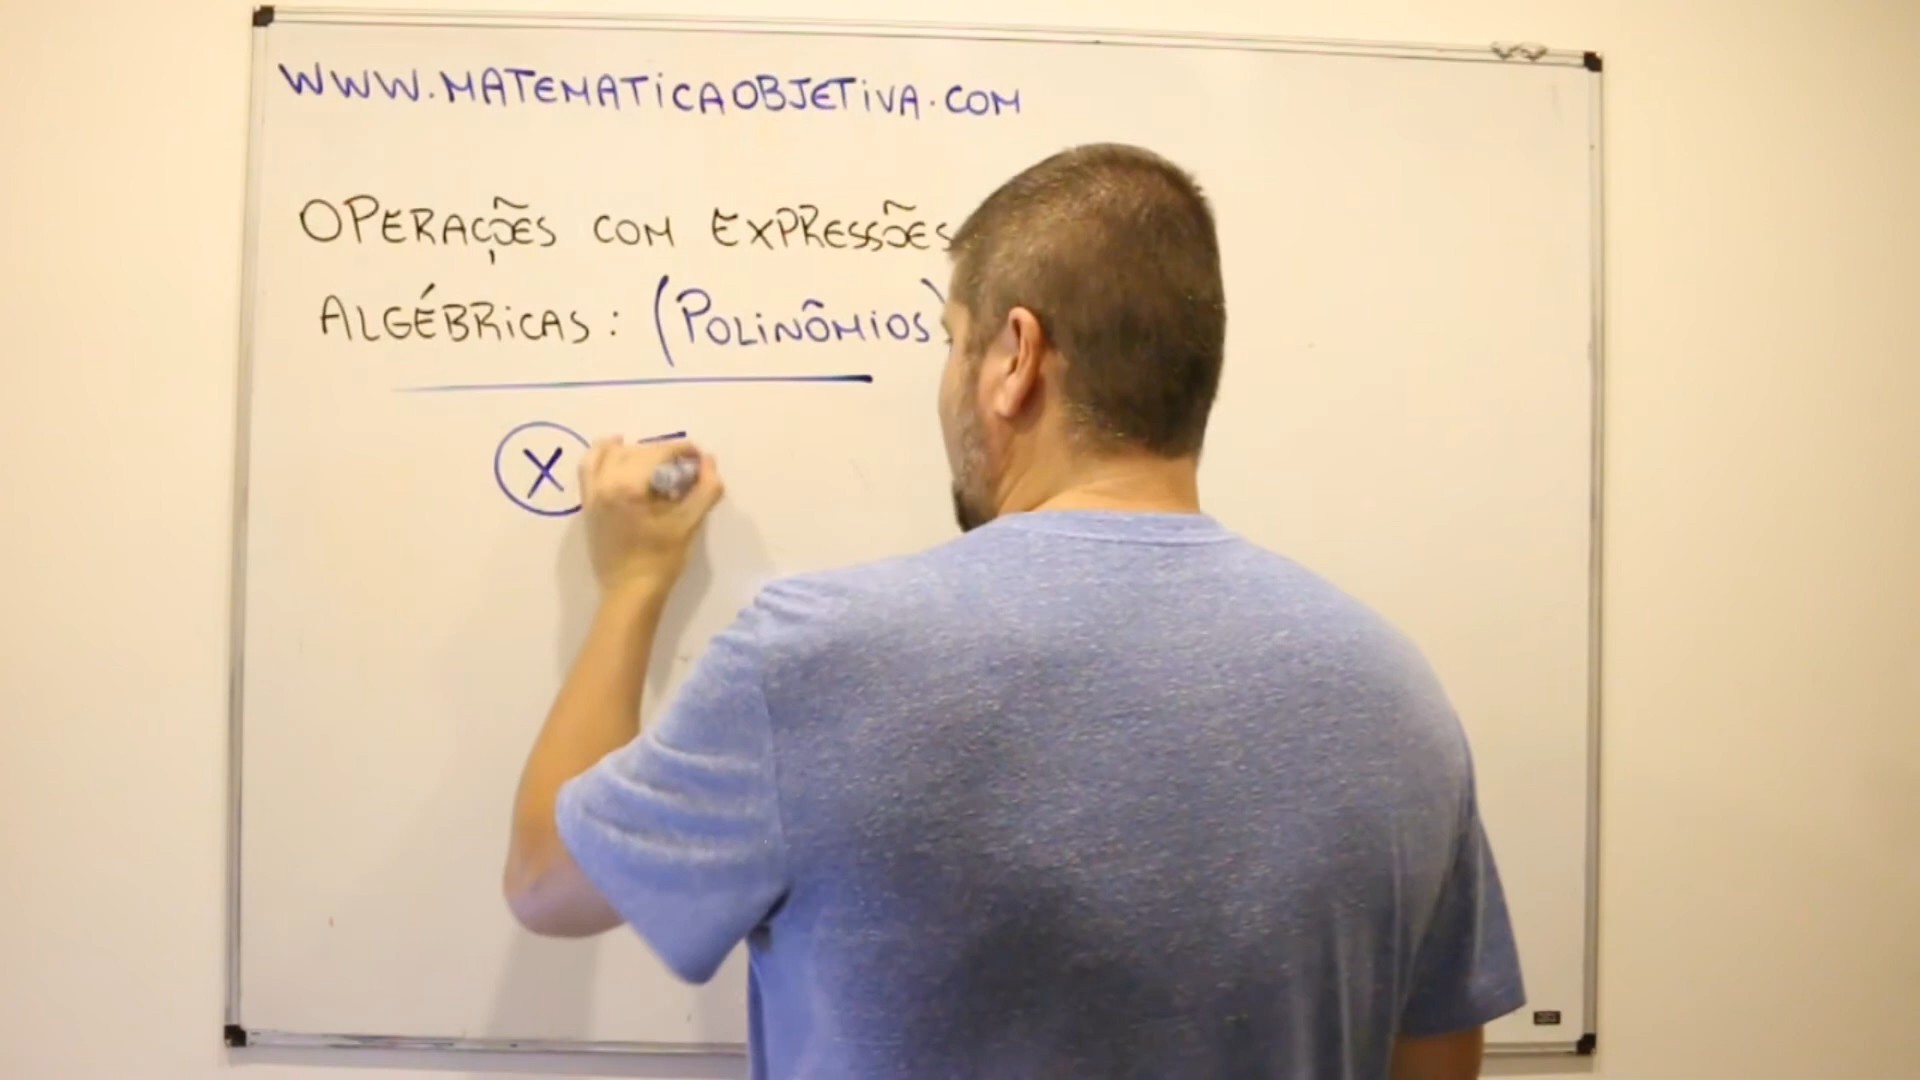 WWW.MATEMATiCAOBJETiVA.COM
OPERAÇÕES COM EXPRESSÕES
ALGÉBRiCAS: (POLiNÔMiOS)
X